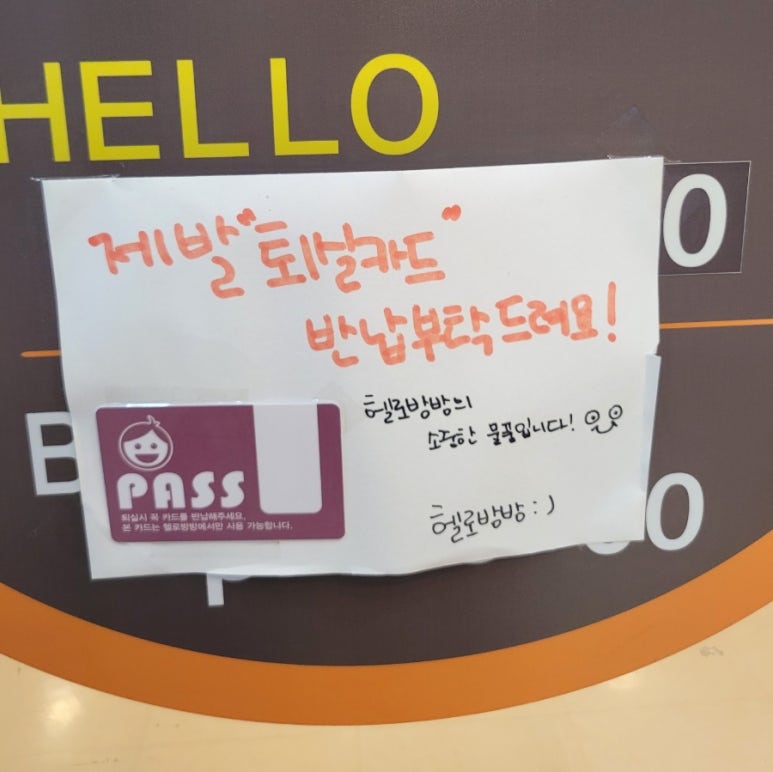 HELLO
제발 "퇴실카드"
반납부탁드려요!
헬로방방의
소중한 물품입니다!
PASS
퇴실시 꼭 카드를 반납해주세요.
본 카드는 헬로방방에서만 사용 가능합니다.
헬로방방 : )